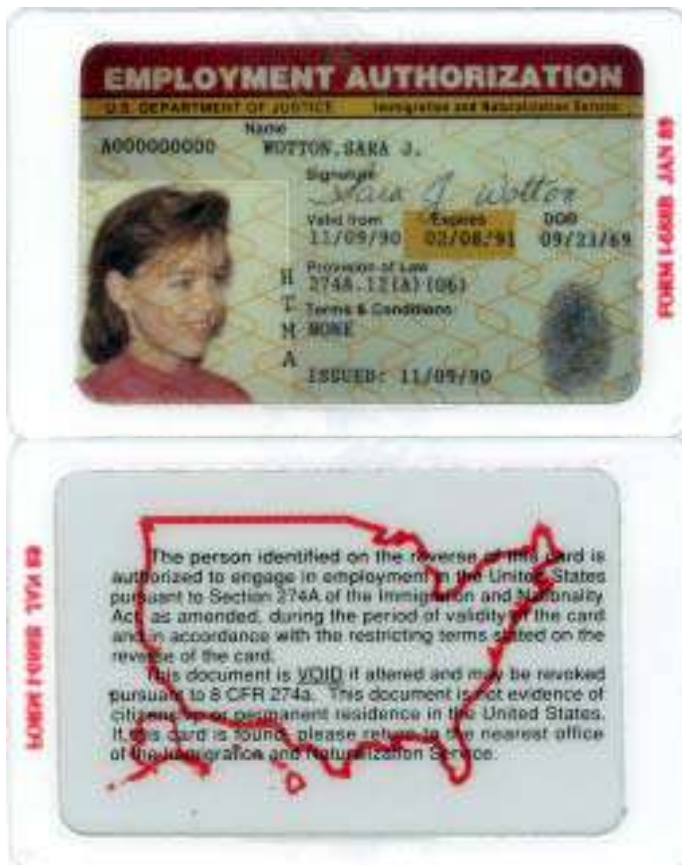 EMPLOYMENT AUTHORIZATION
U.S. DEPARTMENT OF JUSTICE Immigration and Naturalization Service
Name
A000000000 WOTTON, SARA J.
Signature
Sara J Wotton
Valid from Expires DOB
11/09/90 02/08/91 09/23/69
Provision of Law
274A.12(A)(06)
Terms & Conditions
NONE
H
T
M
A
ISSUED: 11/09/90
FORM I-688B JAN 89
The person identified on the reverse of this card is
authorized to engage in employment in the United States
pursuant to Section 274A of the Immigration and Nationality
Act, as amended, during the period of validity of the card
and in accordance with the restricting terms stated on the
reverse of the card.
This document is VOID if altered and may be revoked
pursuant to 8 CFR 274a. This document is not evidence of
citizenship or permanent residence in the United States.
If this card is found, please return to the nearest office
of the Immigration and Naturalization Service.
FORM I-688B JAN 89